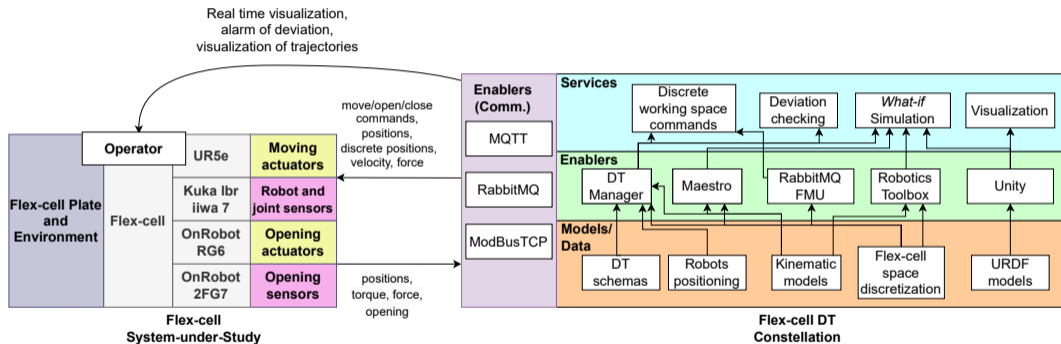 Real time visualization,
alarm of deviation,
visualization of trajectories
Operator
Flex-cell Plate
and
Environment
Flex-cell
UR5e
Kuka lbr
iiwa 7
OnRobot
RG6
OnRobot
2FG7
Moving
actuators
Robot and
joint sensors
Opening
actuators
Opening
sensors
Flex-cell
System-under-Study
move/open/close
commands,
positions,
discrete positions,
velocity, force
positions,
torque, force,
opening
Enablers
(Comm.)
MQTT
RabbitMQ
ModBusTCP
Services
Discrete
working space
commands
Deviation
checking
What-if
Simulation
Visualization
Enablers
DT
Manager
Maestro
RabbitMQ
FMU
Robotics
Toolbox
Unity
Models/
Data
DT
schemas
Robots
positioning
Kinematic
models
Flex-cell
space
discretization
URDF
models
Flex-cell DT
Constellation